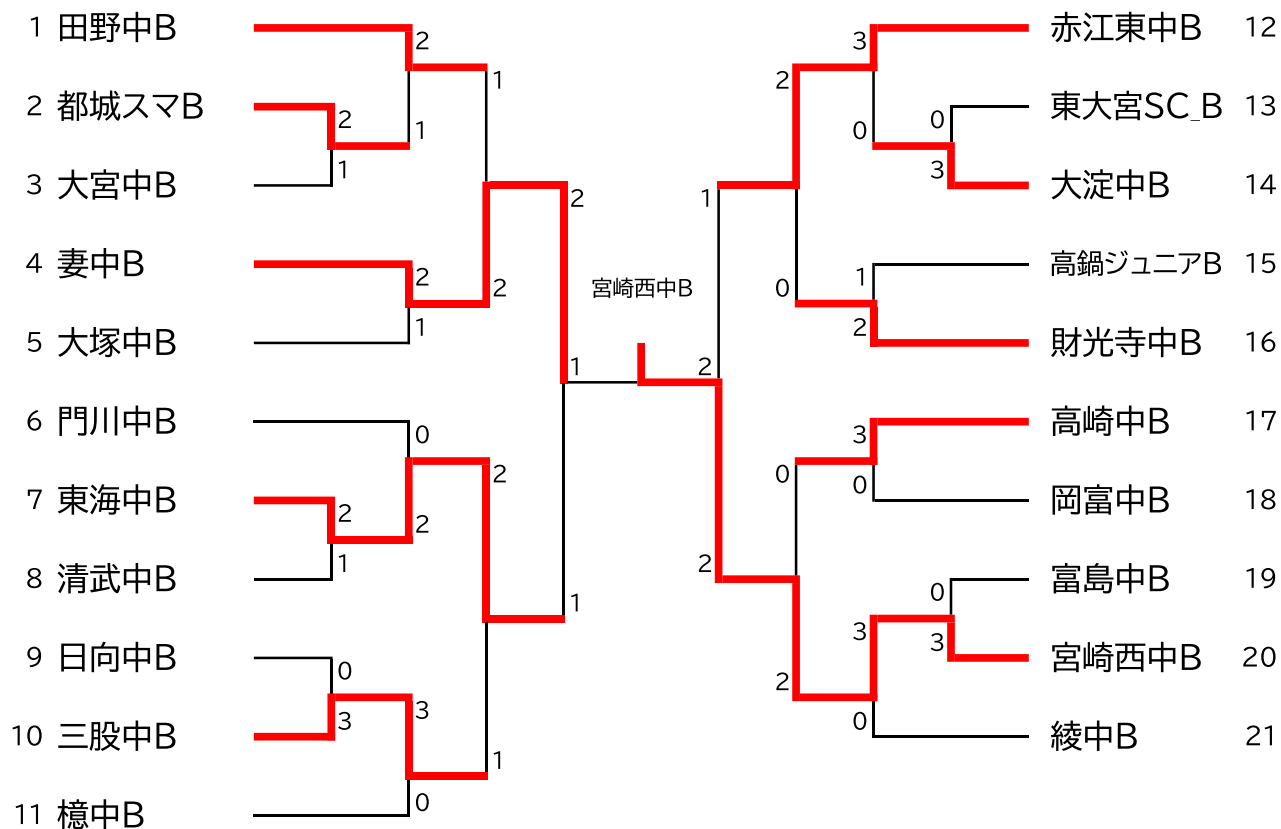 1 田野中B
2 都城スマB
3 大宮中B
4 妻中B
5 大塚中B
6 門川中B
7 東海中B
8 清武中B
9 日向中B
10 三股中B
11 檍中B
2
1
2
1
1
2
1
2
2
0
2
1
2
2
1
0
3
3
0
1
1
1
宮崎西中B
2
1
2
2
0
3
0
0
3
1
2
0
2
3
0
3
0
0
3
赤江東中B 12
東大宮SC_B 13
大淀中B 14
高鍋ジュニアB 15
財光寺中B 16
高崎中B 17
岡富中B 18
富島中B 19
宮崎西中B 20
綾中B 21